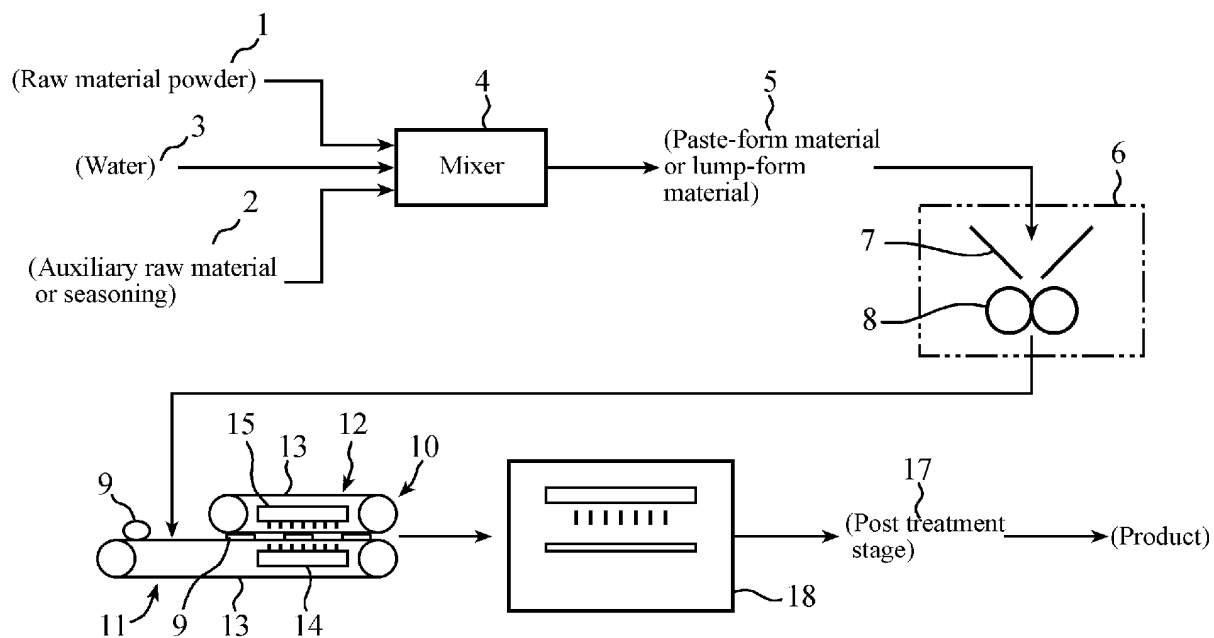 1
(Raw material powder)
3
(Water)
2
(Auxiliary raw material
or seasoning)
4
Mixer
5
(Paste-form material
or lump-form
material)
6
7
8
15
13
12
10
9
11
9
13
14
18
17
(Post treatment
stage)
(Product)